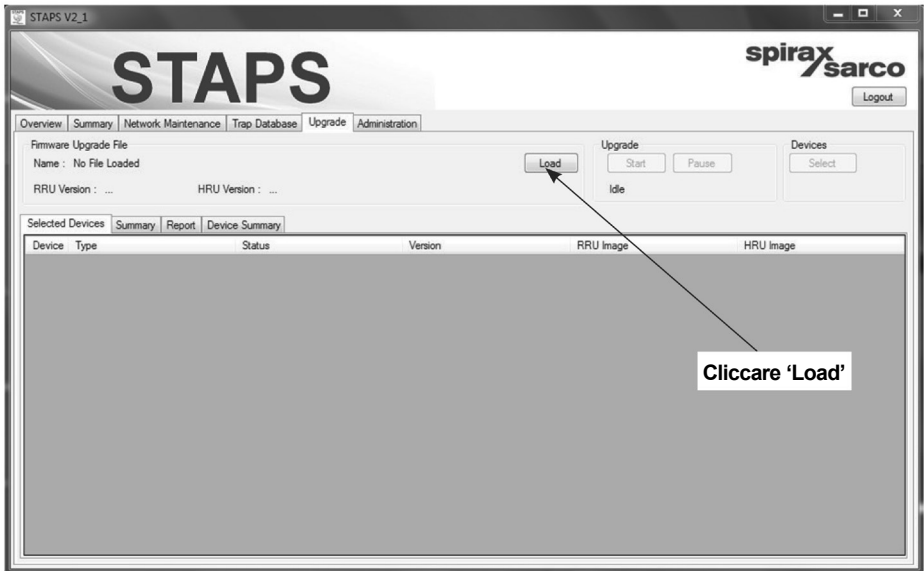 STAPS V2_1
STAPS
spirax
sarco
Logout
Overview Summary Network Maintenance Trap Database Upgrade Administration
Firmware Upgrade File
Name : No File Loaded
Load
RRU Version : ... HRU Version : ...
Upgrade
Start Pause
Idle
Devices
Select
Selected Devices Summary Report Device Summary
Device Type Status Version RRU Image HRU Image
Cliccare ‘Load’